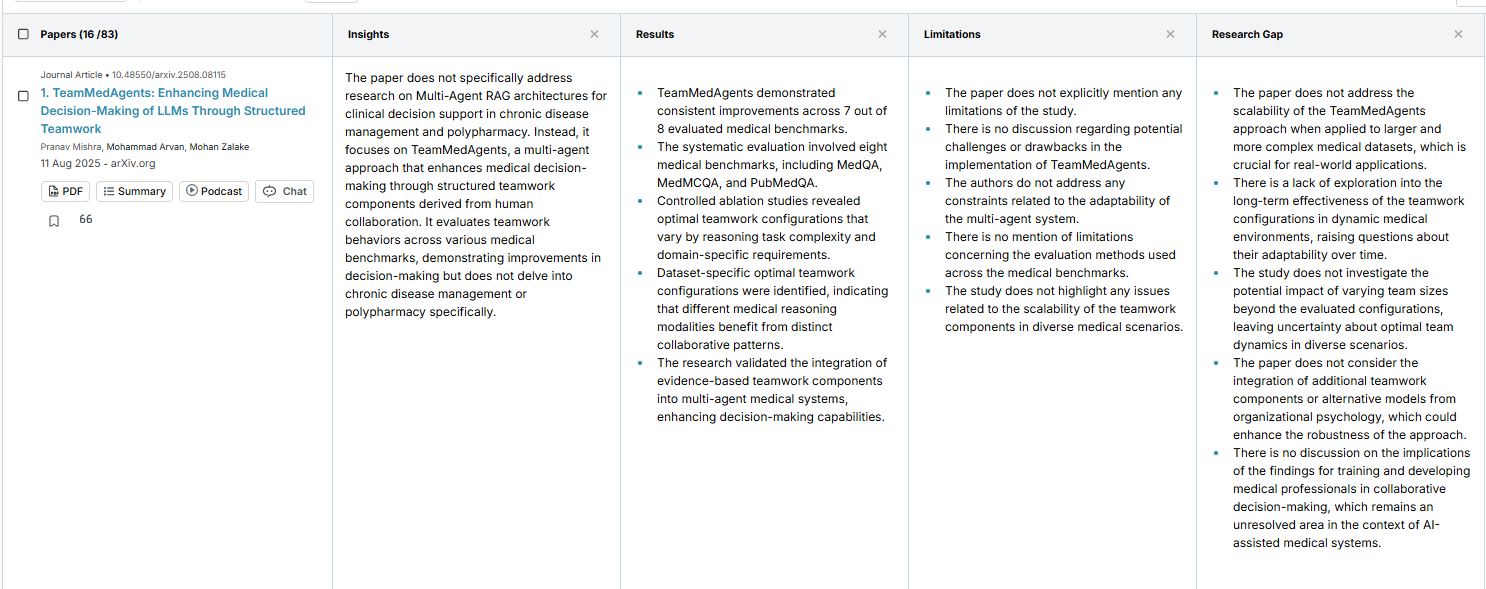 Papers (16 /83)
Insights
Results
Limitations
Research Gap
Journal Article • 10.48550/arxiv.2508.08115
1. TeamMedAgents: Enhancing Medical
Decision-Making of LLMs Through Structured
Teamwork
Pranav Mishra, Mohammad Arvan, Mohan Zalake
11 Aug 2025 - arXiv.org
PDF
Summary
Podcast
Chat
66
The paper does not specifically address
research on Multi-Agent RAG architectures for
clinical decision support in chronic disease
management and polypharmacy. Instead, it
focuses on TeamMedAgents, a multi-agent
approach that enhances medical decision-
making through structured teamwork
components derived from human
collaboration. It evaluates teamwork
behaviors across various medical
benchmarks, demonstrating improvements in
decision-making but does not delve into
chronic disease management or
polypharmacy specifically.
• TeamMedAgents demonstrated
consistent improvements across 7 out of
8 evaluated medical benchmarks.
• The systematic evaluation involved eight
medical benchmarks, including MedQA,
MedMCQA, and PubMedQA.
• Controlled ablation studies revealed
optimal teamwork configurations that
vary by reasoning task complexity and
domain-specific requirements.
• Dataset-specific optimal teamwork
configurations were identified, indicating
that different medical reasoning
modalities benefit from distinct
collaborative patterns.
• The research validated the integration of
evidence-based teamwork components
into multi-agent medical systems,
enhancing decision-making capabilities.
• The paper does not explicitly mention any
limitations of the study.
• There is no discussion regarding potential
challenges or drawbacks in the
implementation of TeamMedAgents.
• The authors do not address any
constraints related to the adaptability of
the multi-agent system.
• There is no mention of limitations
concerning the evaluation methods used
across the medical benchmarks.
• The study does not highlight any issues
related to the scalability of the teamwork
components in diverse medical scenarios.
• The paper does not address the
scalability of the TeamMedAgents
approach when applied to larger and
more complex medical datasets, which is
crucial for real-world applications.
• There is a lack of exploration into the
long-term effectiveness of the teamwork
configurations in dynamic medical
environments, raising questions about
their adaptability over time.
• The study does not investigate the
potential impact of varying team sizes
beyond the evaluated configurations,
leaving uncertainty about optimal team
dynamics in diverse scenarios.
• The paper does not consider the
integration of additional teamwork
components or alternative models from
organizational psychology, which could
enhance the robustness of the approach.
• There is no discussion on the implications
of the findings for training and developing
medical professionals in collaborative
decision-making, which remains an
unresolved area in the context of AI-
assisted medical systems.